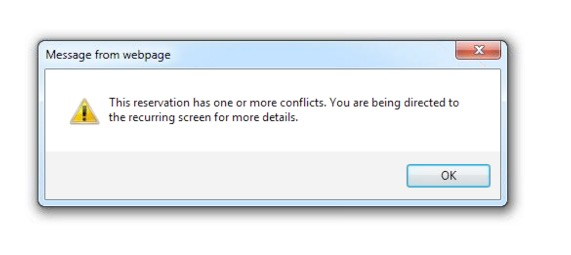 Message from webpage
This reservation has one or more conflicts. You are being directed to
the recurring screen for more details.
OK